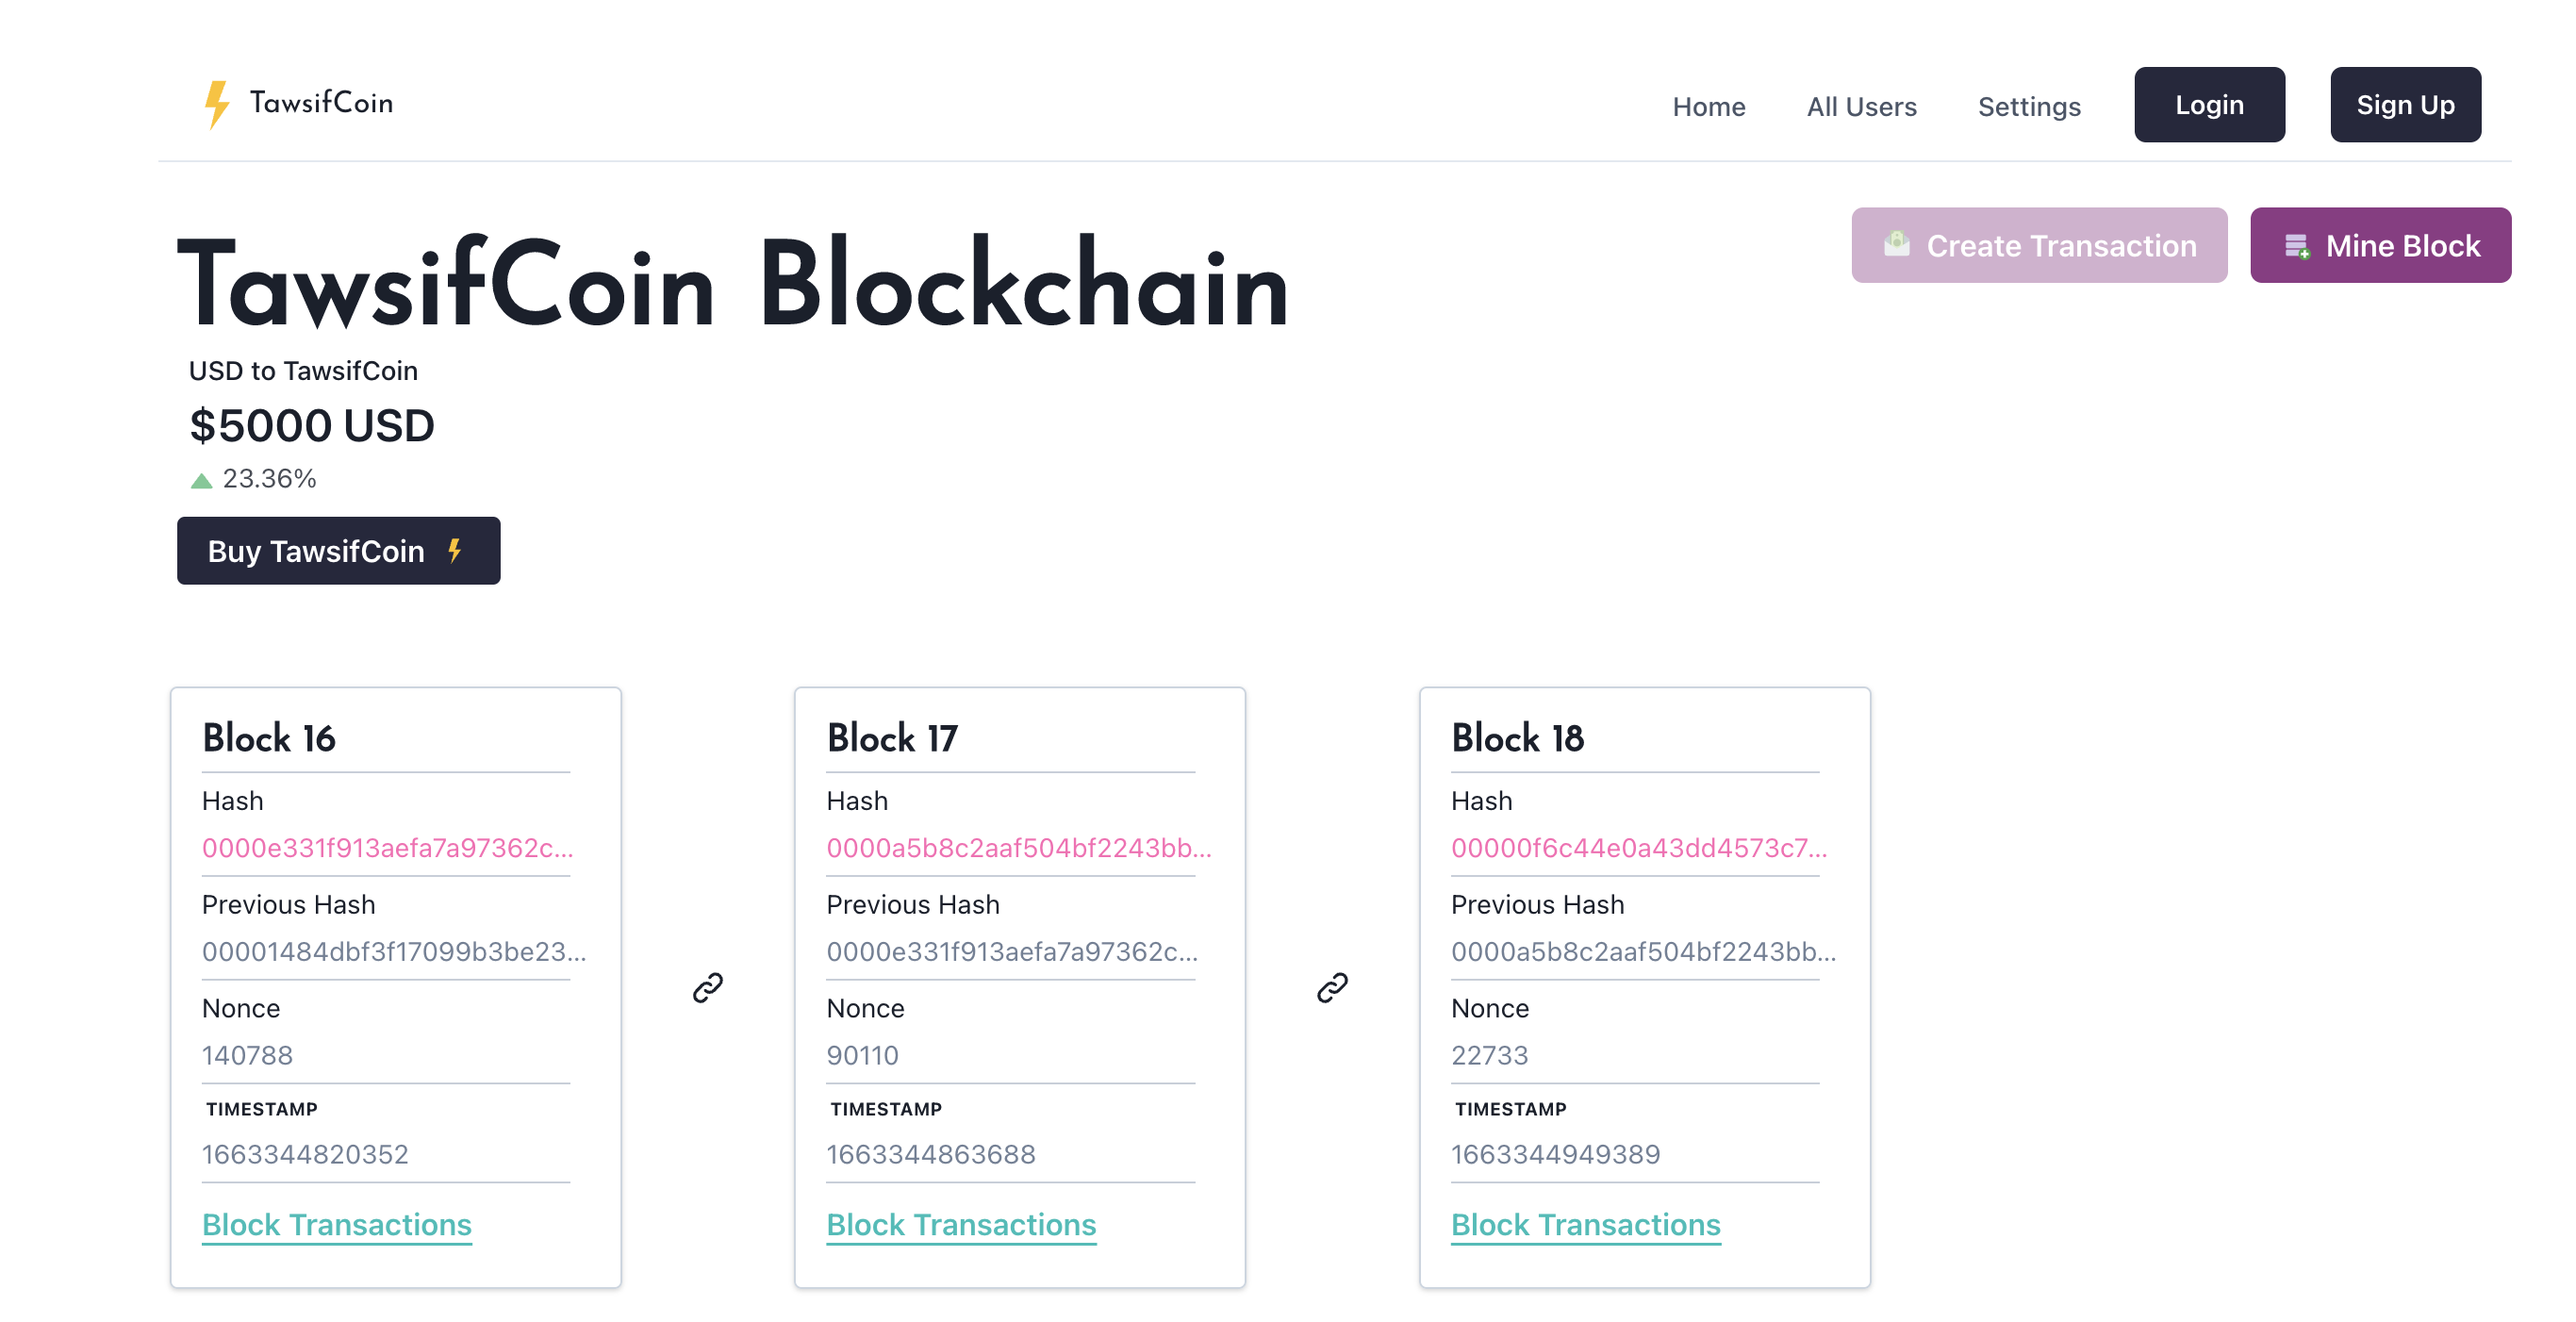 TawsifCoin
Home All Users Settings Login Sign Up
Create Transaction Mine Block
TawsifCoin Blockchain
USD to TawsifCoin
$5000 USD
23.36%
Buy TawsifCoin
Block 16
Hash
0000e331f913aefa7a97362c...
Previous Hash
00001484dbf3f17099b3be23...
Nonce
140788
TIMESTAMP
1663344820352
Block Transactions
Block 17
Hash
0000a5b8c2aaf504bf2243bb...
Previous Hash
0000e331f913aefa7a97362c...
Nonce
90110
TIMESTAMP
1663344863688
Block Transactions
Block 18
Hash
00000f6c44e0a43dd4573c7...
Previous Hash
0000a5b8c2aaf504bf2243bb...
Nonce
22733
TIMESTAMP
1663344949389
Block Transactions